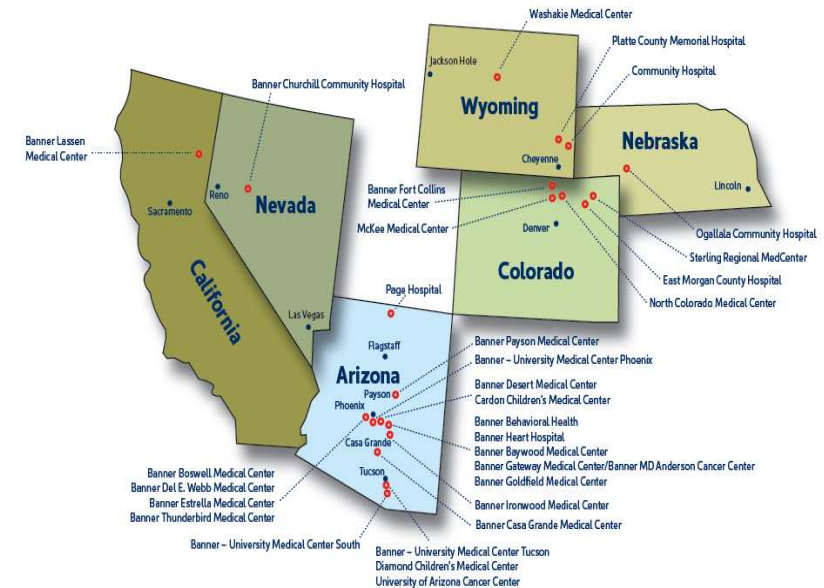 Washakie Medical Center
Platte County Memorial Hospital
Community Hospital
Jackson Hole
Wyoming
Cheyenne
Banner Churchill Community Hospital
Banner Lassen
Medical Center
Reno
Sacramento
Nevada
California
Las Vegas
Nebraska
Lincoln
Banner Fort Collins
Medical Center
McKee Medical Center
Denver
Colorado
Ogallala Community Hospital
Sterling Regional MedCenter
East Morgan County Hospital
North Colorado Medical Center
Page Hospital
Flagstaff
Arizona
Payson
Phoenix
Casa Grande
Tucson
Banner Payson Medical Center
Banner – University Medical Center Phoenix
Banner Desert Medical Center
Cardon Children's Medical Center
Banner Behavioral Health
Banner Heart Hospital
Banner Baywood Medical Center
Banner Gateway Medical Center/Banner MD Anderson Cancer Center
Banner Goldfield Medical Center
Banner Ironwood Medical Center
Banner Casa Grande Medical Center
Banner Boswell Medical Center
Banner Del E. Webb Medical Center
Banner Estrella Medical Center
Banner Thunderbird Medical Center
Banner – University Medical Center South
Banner – University Medical Center Tucson
Diamond Children's Medical Center
University of Arizona Cancer Center